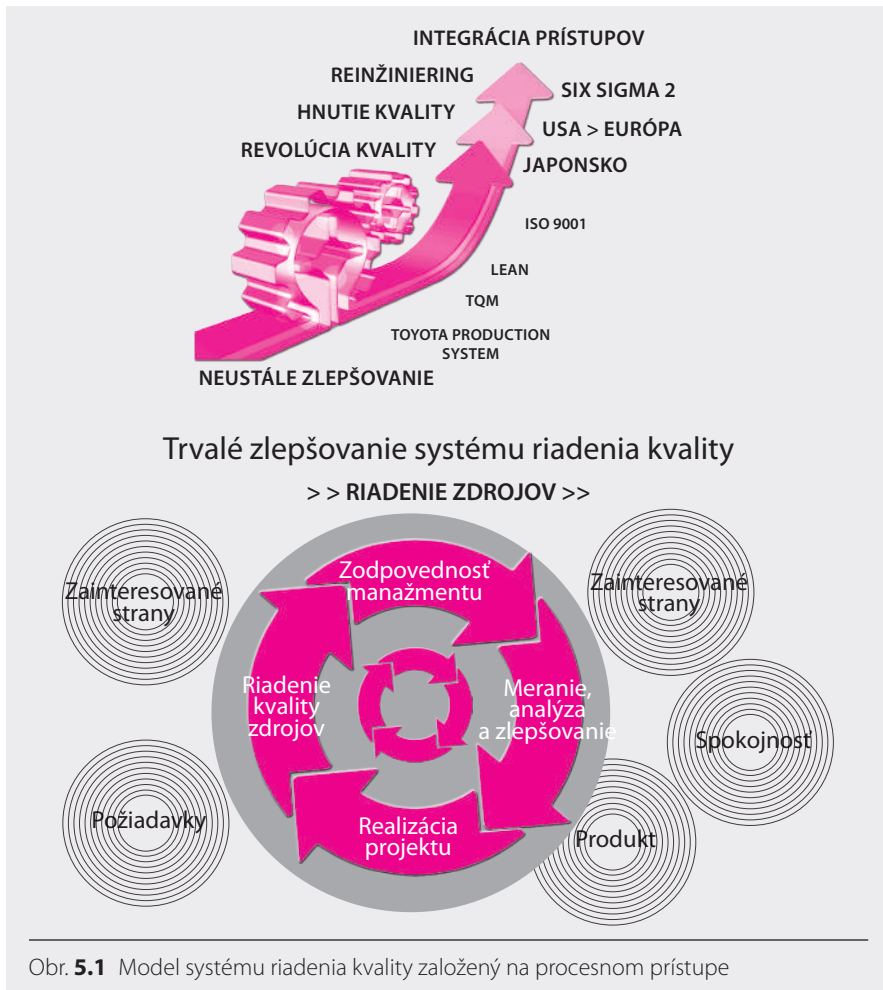 INTEGRÁCIA PRÍSTUPOV
REINŽINIERING
SIX SIGMA 2
HNUTIE KVALITY
USA > EURÓPA
REVOLÚCIA KVALITY
JAPONSKO
ISO 9001
LEAN
TQM
TOYOTA PRODUCTION
SYSTEM
NEUSTÁLE ZLEPŠOVANIE
Trvalé zlepšovanie systému riadenia kvality
> > RIADENIE ZDROJOV >>
Zainteresované
strany
Zodpovednosť
manažmentu
Zainteresované
strany
Riadenie
kvality
zdrojov
Meranie,
analýza
a zlepšovanie
Spokojnosť
Požiadavky
Realizácia
projektu
Produkt
Obr. 5.1 Model systému riadenia kvality založený na procesnom prístupe